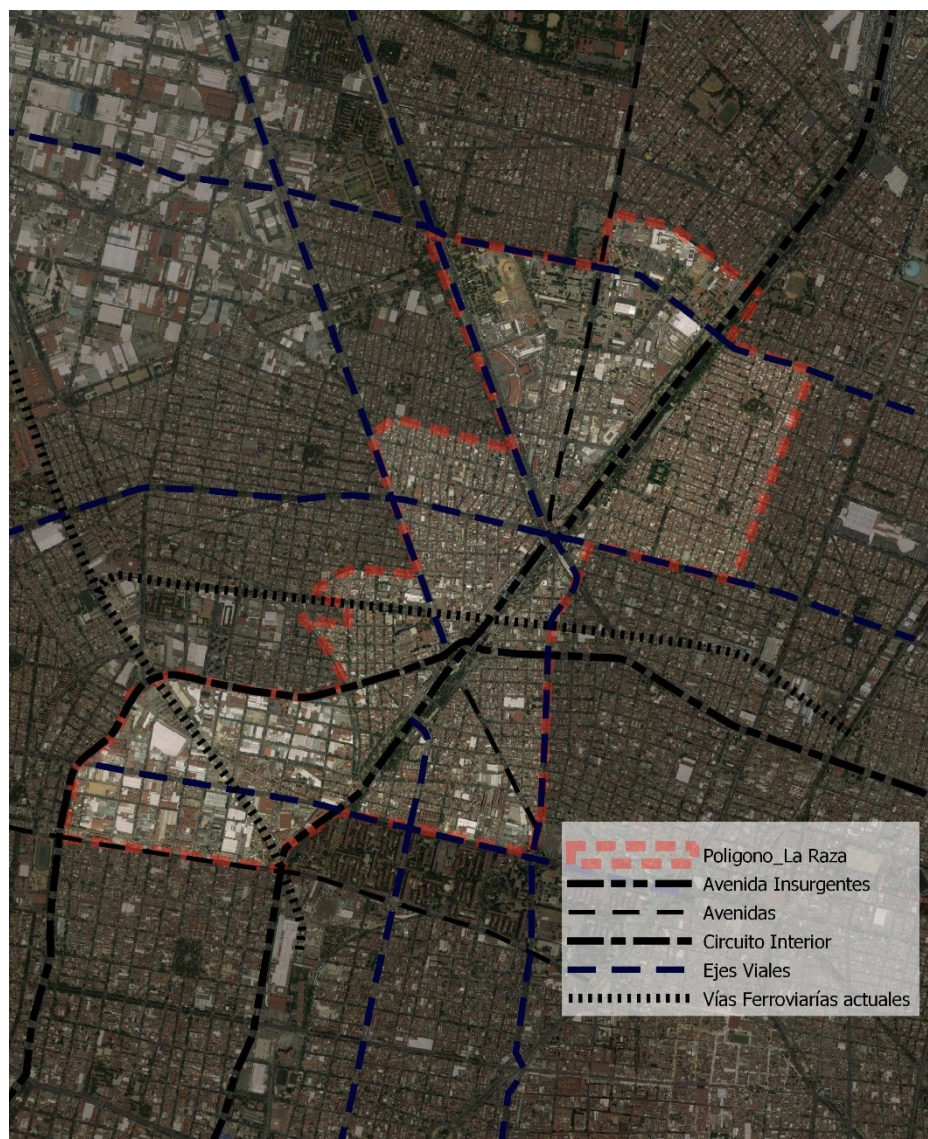 Poligono_La Raza
Avenida Insurgentes
Avenidas
Circuito Interior
Ejes Viales
Vías Ferroviarías actuales